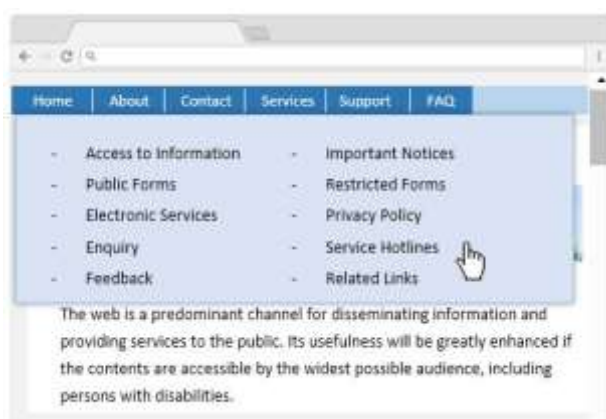 Home About Contact Services Support FAQ
- Access to Information - Important Notices
- Public Forms - Restricted Forms
- Electronic Services - Privacy Policy
- Enquiry - Service Hotlines
- Feedback - Related Links
The web is a predominant channel for disseminating information and
providing services to the public. Its usefulness will be greatly enhanced if
the contents are accessible by the widest possible audience, including
persons with disabilities.